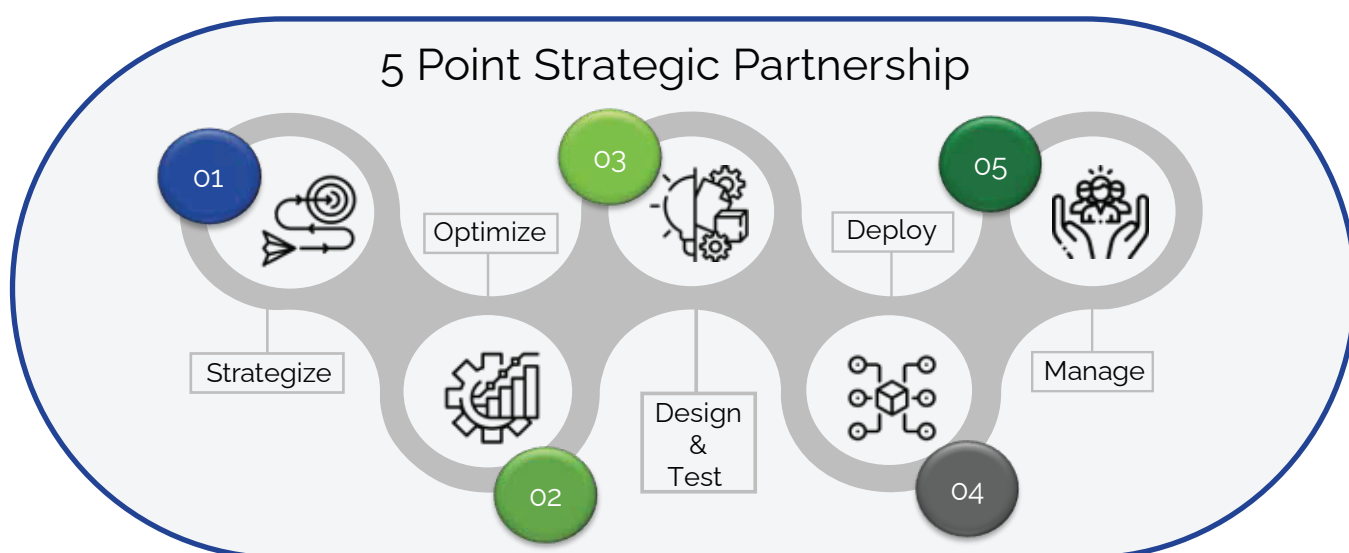 5 Point Strategic Partnership
01
Strategize
02
Optimize
03
Design
&
Test
04
Deploy
05
Manage